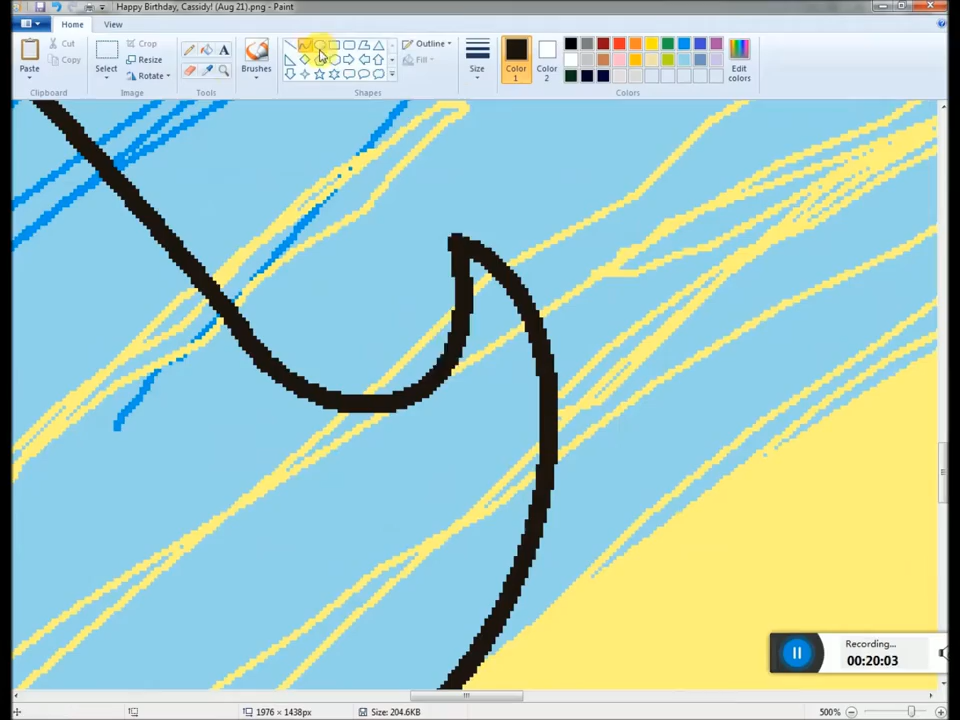 Happy Birthday, Cassidy! (Aug 21).png - Paint
Home View
Paste
Cut
Copy
Clipboard
Select
Crop
Resize
Rotate
Image
A
Tools
Brushes
Outline
Fill
Shapes
Size
Color
1
Color
2
Edit
colors
Colors
Recording...
00:20:03
1976 × 1438px
Size: 204.6KB
500%